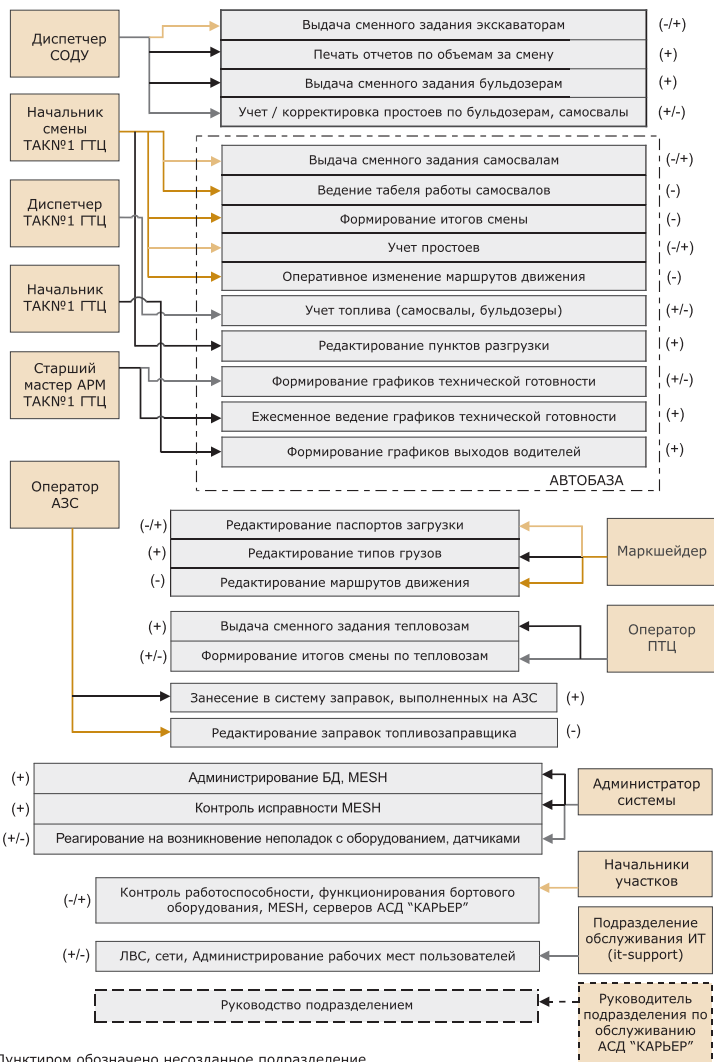 Диспетчер
СОДУ
Выдача сменного задания экскаваторам (-/+)
Печать отчетов по объемам за смену (+)
Выдача сменного задания бульдозерам (+)
Учет / корректировка простоев по бульдозерам, самосвалы (+/-)
Начальник
смены
ТАК№1 ГТЦ
Диспетчер
ТАК№1 ГТЦ
Начальник
ТАК№1 ГТЦ
Старший
мастер АРМ
ТАК№1 ГТЦ
Выдача сменного задания самосвалам (-/+)
Ведение табеля работы самосвалов (-)
Формирование итогов смены (-)
Учет простоев (-/+)
Оперативное изменение маршрутов движения (-)
Учет топлива (самосвалы, бульдозеры) (+/-)
Редактирование пунктов разгрузки (+)
Формирование графиков технической готовности (+/-)
Ежесменное ведение графиков технической готовности (+)
Формирование графиков выходов водителей (+)
АВТОБАЗА
Оператор
АЗС
(-/+) Редактирование паспортов загрузки
(+) Редактирование типов грузов
(-) Редактирование маршрутов движения
Маркшейдер
(+) Выдача сменного задания тепловозам
(+/-) Формирование итогов смены по тепловозам
Оператор
ПТЦ
Занесение в систему заправок, выполненных на АЗС (+)
Редактирование заправок топливозаправщика (-)
(+) Администрирование БД, MESH
(+) Контроль исправности MESH
(+/-) Реагирование на возникновение неполадок с оборудованием, датчиками
Администратор
системы
(-/+) Контроль работоспособности, функционирования бортового
оборудования, MESH, серверов АСД “КАРЬЕР”
Начальники
участков
(+/-) ЛВС, сети, Администрирование рабочих мест пользователей
Подразделение
обслуживания ИТ
(it-support)
Руководство подразделением
Руководитель
подразделения по
обслуживанию
АСД “КАРЬЕР”
Пунктиром обозначено несозданное подразделение